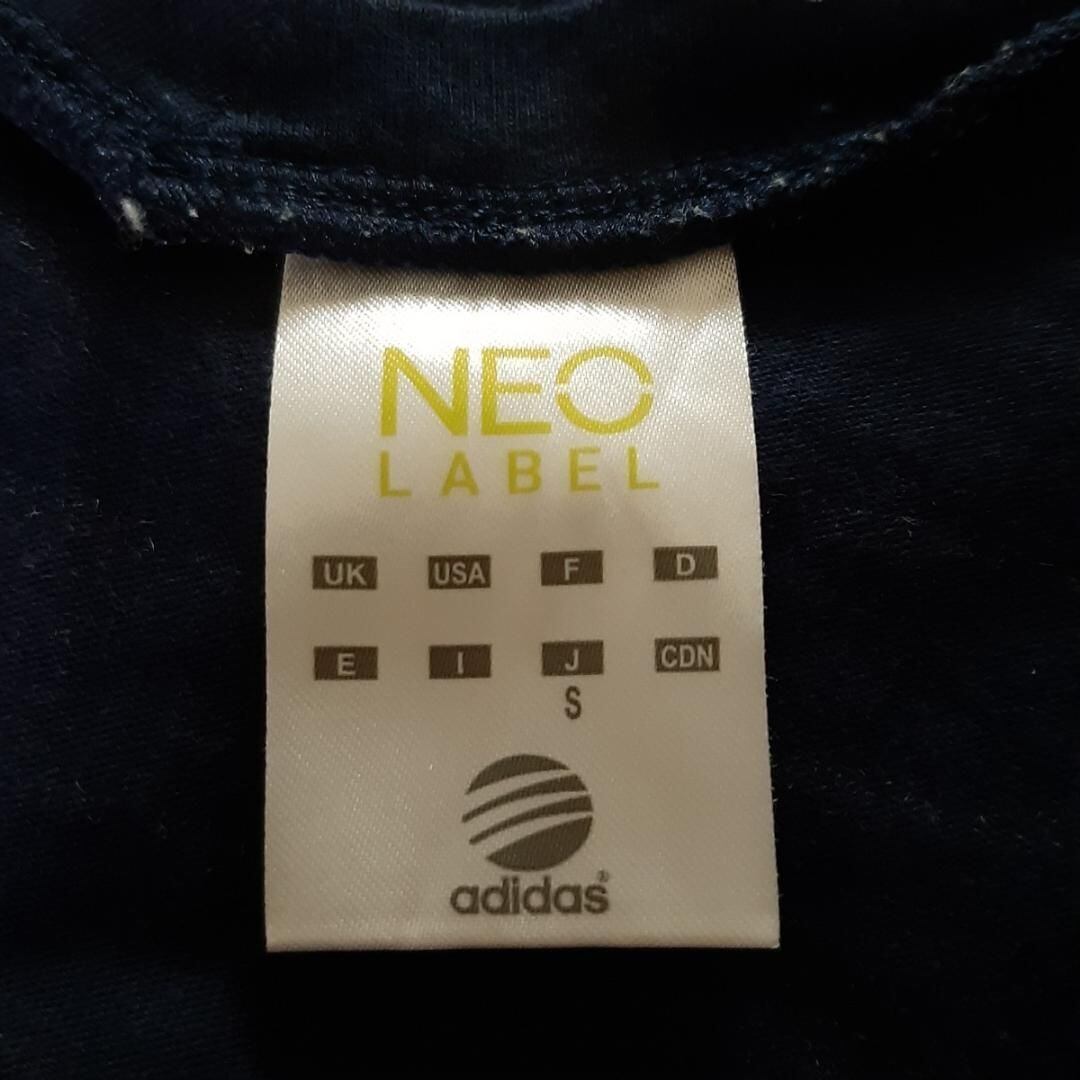 NEO
LABEL
UK USA F D
E I J CDN
S
adidas®